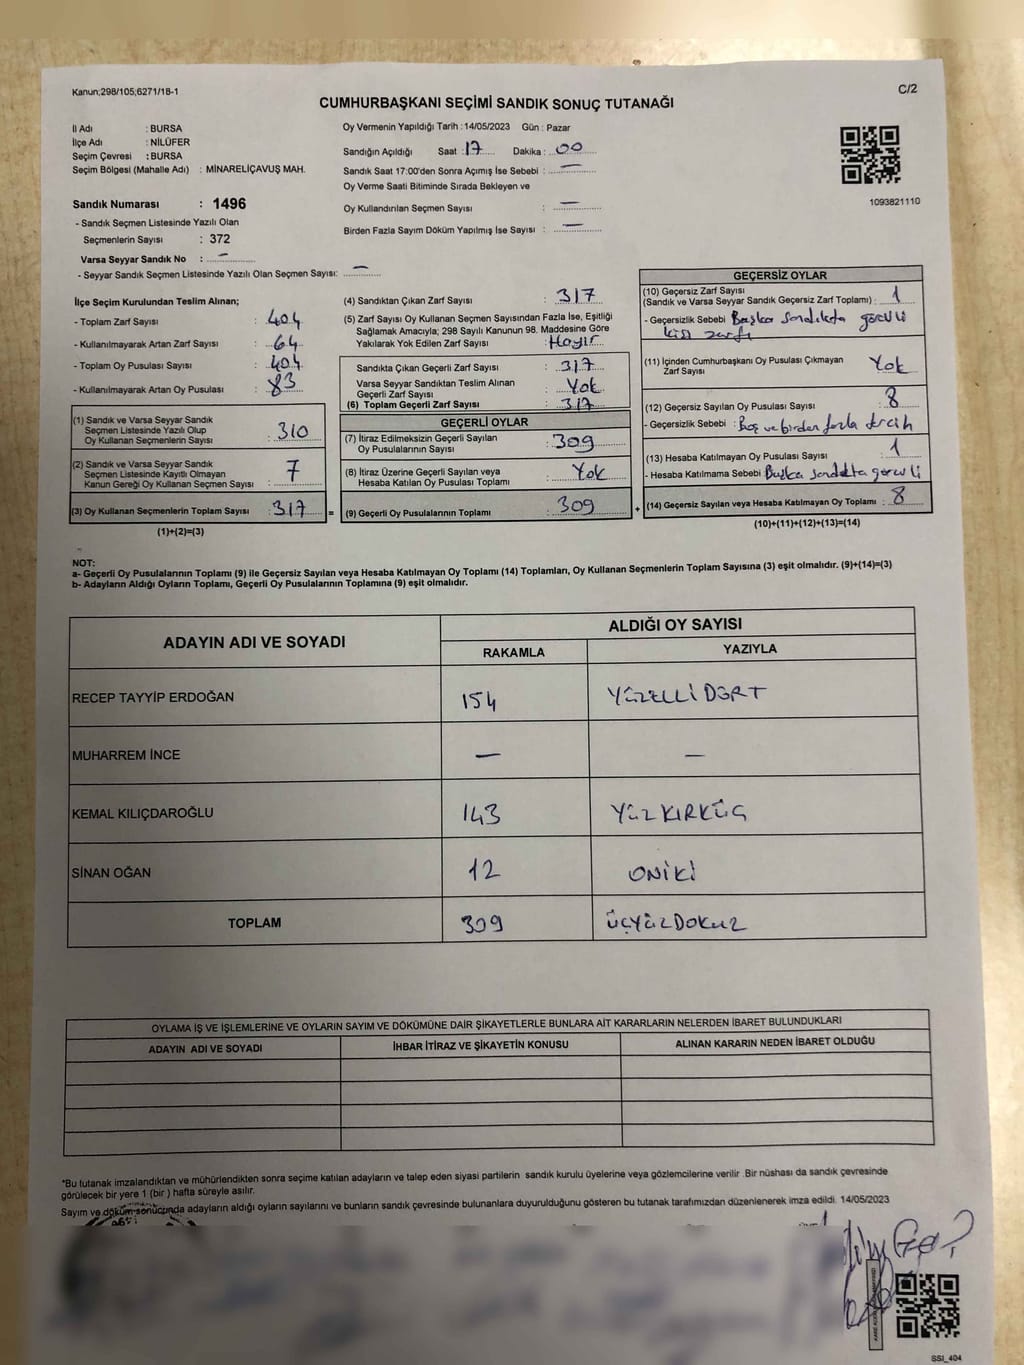 Kanun;298/105;6271/18-1
C/2
CUMHURBAŞKANI SEÇİMİ SANDIK SONUÇ TUTANAĞI
İl Adı : BURSA
İlçe Adı : NİLÜFER
Seçim Çevresi : BURSA
Seçim Bölgesi (Mahalle Adı) : MİNARELİÇAVUŞ MAH.
Sandık Numarası : 1496
- Sandık Seçmen Listesinde Yazılı Olan
Seçmenlerin Sayısı : 372
Varsa Seyyar Sandık No : —
- Seyyar Sandık Seçmen Listesinde Yazılı Olan Seçmen Sayısı: —
Oy Vermenin Yapıldığı Tarih : 14/05/2023 Gün : Pazar
Sandığın Açıldığı Saat : 17 Dakika : 00
Sandık Saat 17:00'den Sonra Açımış İse Sebebi : —
Oy Verme Saati Bitiminde Sırada Bekleyen ve
Oy Kullandırılan Seçmen Sayısı : —
Birden Fazla Sayım Döküm Yapılmış İse Sayısı : —
1093821110
İlçe Seçim Kurulundan Teslim Alınan;
- Toplam Zarf Sayısı : 404
- Kullanılmayarak Artan Zarf Sayısı : 64
- Toplam Oy Pusulası Sayısı : 404
- Kullanılmayarak Artan Oy Pusulası : 83
(1) Sandık ve Varsa Seyyar Sandık
Seçmen Listesinde Yazılı Olup
Oy Kullanan Seçmenlerin Sayısı : 310
(2) Sandık ve Varsa Seyyar Sandık
Seçmen Listesinde Kayıtlı Olmayan
Kanun Gereği Oy Kullanan Seçmen Sayısı : 7
(3) Oy Kullanan Seçmenlerin Toplam Sayısı : 317 =
(1)+(2)=(3)
(4) Sandıktan Çıkan Zarf Sayısı : 317
(5) Zarf Sayısı Oy Kullanan Seçmen Sayısından Fazla İse, Eşitliği
Sağlamak Amacıyla; 298 Sayılı Kanunun 98. Maddesine Göre
Yakılarak Yok Edilen Zarf Sayısı : Hayır
Sandıkta Çıkan Geçerli Zarf Sayısı : 317
Varsa Seyyar Sandıktan Teslim Alınan
Geçerli Zarf Sayısı : Yok
(6) Toplam Geçerli Zarf Sayısı : 317
GEÇERLİ OYLAR
(7) İtiraz Edilmeksizin Geçerli Sayılan
Oy Pusulalarının Sayısı : 309
(8) İtiraz Üzerine Geçerli Sayılan veya
Hesaba Katılan Oy Pusulası Toplamı : Yok
(9) Geçerli Oy Pusulalarının Toplamı : 309 +
GEÇERSİZ OYLAR
(10) Geçersiz Zarf Sayısı
(Sandık ve Varsa Seyyar Sandık Geçersiz Zarf Toplamı) : 1
- Geçersizlik Sebebi Başka sandıkta görevli
kişi zarfı
(11) İçinden Cumhurbaşkanı Oy Pusulası Çıkmayan
Zarf Sayısı Yok
(12) Geçersiz Sayılan Oy Pusulası Sayısı : 8
- Geçersizlik Sebebi : Boş ve birden fazla tercih
(13) Hesaba Katılmayan Oy Pusulası Sayısı : 1
- Hesaba Katılmama Sebebi Başka sandıkta görevli
(14) Geçersiz Sayılan veya Hesaba Katılmayan Oy Toplamı : 8
(10)+(11)+(12)+(13)=(14)
NOT:
a- Geçerli Oy Pusulalarının Toplamı (9) ile Geçersiz Sayılan veya Hesaba Katılmayan Oy Toplamı (14) Toplamları, Oy Kullanan Seçmenlerin Toplam Sayısına (3) eşit olmalıdır. (9)+(14)=(3)
b- Adayların Aldığı Oyların Toplamı, Geçerli Oy Pusulalarının Toplamına (9) eşit olmalıdır.
ADAYIN ADI VE SOYADI
ALDIĞI OY SAYISI
RAKAMLA YAZIYLA
RECEP TAYYİP ERDOĞAN 154 YÜZELLİDÖRT
MUHARREM İNCE — —
KEMAL KILIÇDAROĞLU 143 YÜZKIRKÜÇ
SİNAN OĞAN 12 ONİKİ
TOPLAM 309 ÜÇYÜZDOKUZ
OYLAMA İŞ VE İŞLEMLERİNE VE OYLARIN SAYIM VE DÖKÜMÜNE DAİR ŞİKAYETLERLE BUNLARA AİT KARARLARIN NELERDEN İBARET BULUNDUKLARI
ADAYIN ADI VE SOYADI İHBAR İTİRAZ VE ŞİKAYETİN KONUSU ALINAN KARARIN NEDEN İBARET OLDUĞU
*Bu tutanak imzalandıktan ve mühürlendikten sonra seçime katılan adayların ve talep eden siyasi partilerin sandık kurulu üyelerine veya gözlemcilerine verilir .Bir nüshası da sandık çevresinde
görülecek bir yere 1 (bir ) hafta süreyle asılır.
Sayım ve döküm sonucunda adayların aldığı oyların sayılarını ve bunların sandık çevresinde bulunanlara duyurulduğunu gösteren bu tutanak tarafımızdan düzenlenerek imza edildi. 14/05/2023
SSI_404